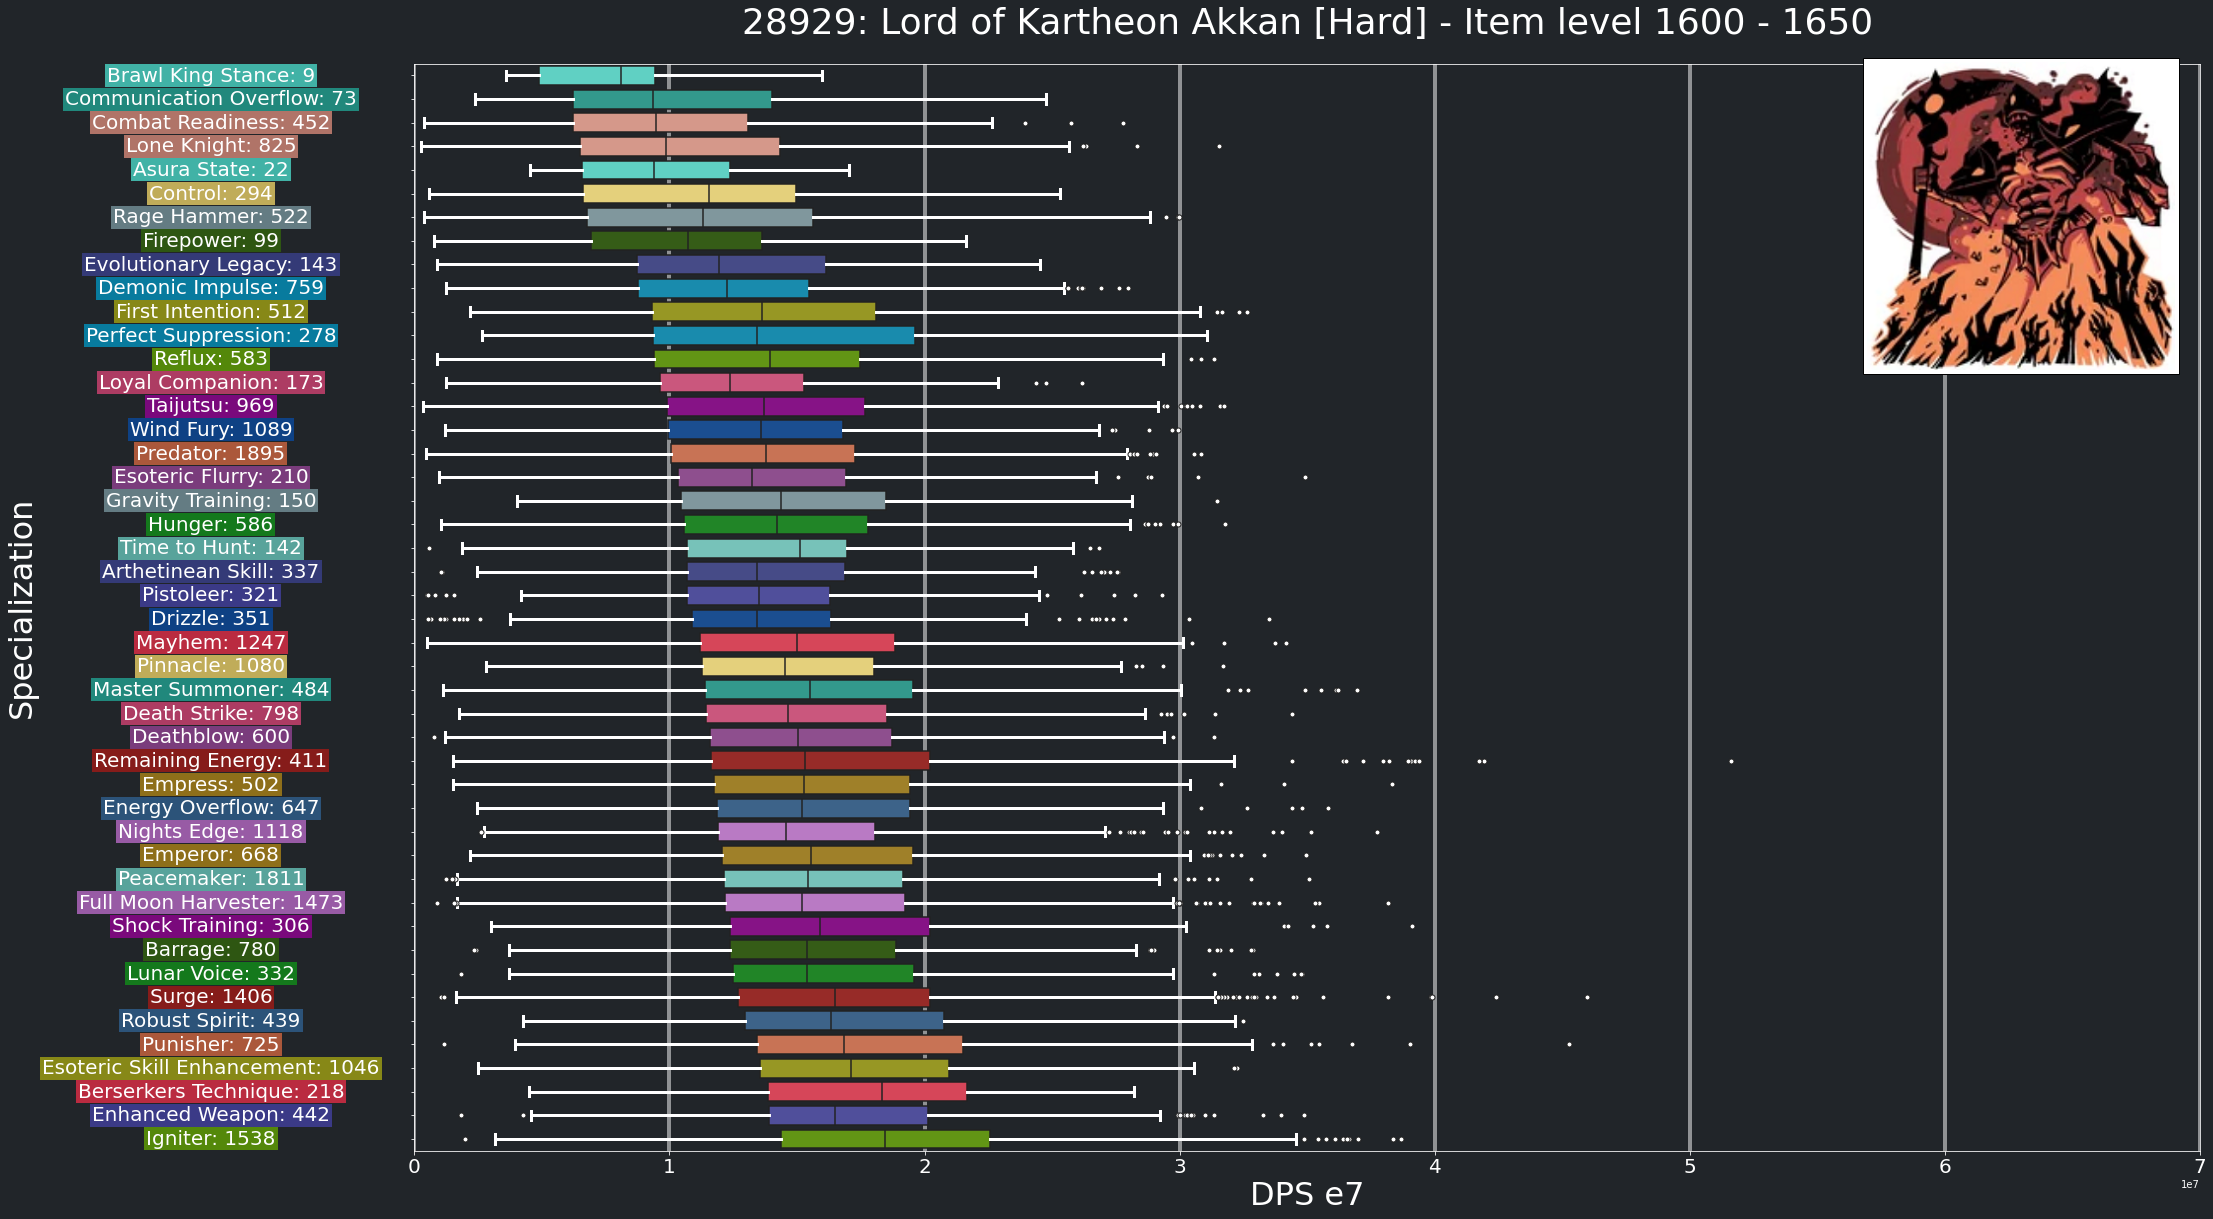 28929: Lord of Kartheon Akkan [Hard] - Item level 1600 - 1650
Specialization
Brawl King Stance: 9
Communication Overflow: 73
Combat Readiness: 452
Lone Knight: 825
Asura State: 22
Control: 294
Rage Hammer: 522
Firepower: 99
Evolutionary Legacy: 143
Demonic Impulse: 759
First Intention: 512
Perfect Suppression: 278
Reflux: 583
Loyal Companion: 173
Taijutsu: 969
Wind Fury: 1089
Predator: 1895
Esoteric Flurry: 210
Gravity Training: 150
Hunger: 586
Time to Hunt: 142
Arthetinean Skill: 337
Pistoleer: 321
Drizzle: 351
Mayhem: 1247
Pinnacle: 1080
Master Summoner: 484
Death Strike: 798
Deathblow: 600
Remaining Energy: 411
Empress: 502
Energy Overflow: 647
Nights Edge: 1118
Emperor: 668
Peacemaker: 1811
Full Moon Harvester: 1473
Shock Training: 306
Barrage: 780
Lunar Voice: 332
Surge: 1406
Robust Spirit: 439
Punisher: 725
Esoteric Skill Enhancement: 1046
Berserkers Technique: 218
Enhanced Weapon: 442
Igniter: 1538
0 1 2 3 4 5 6 7
1e7
DPS e7